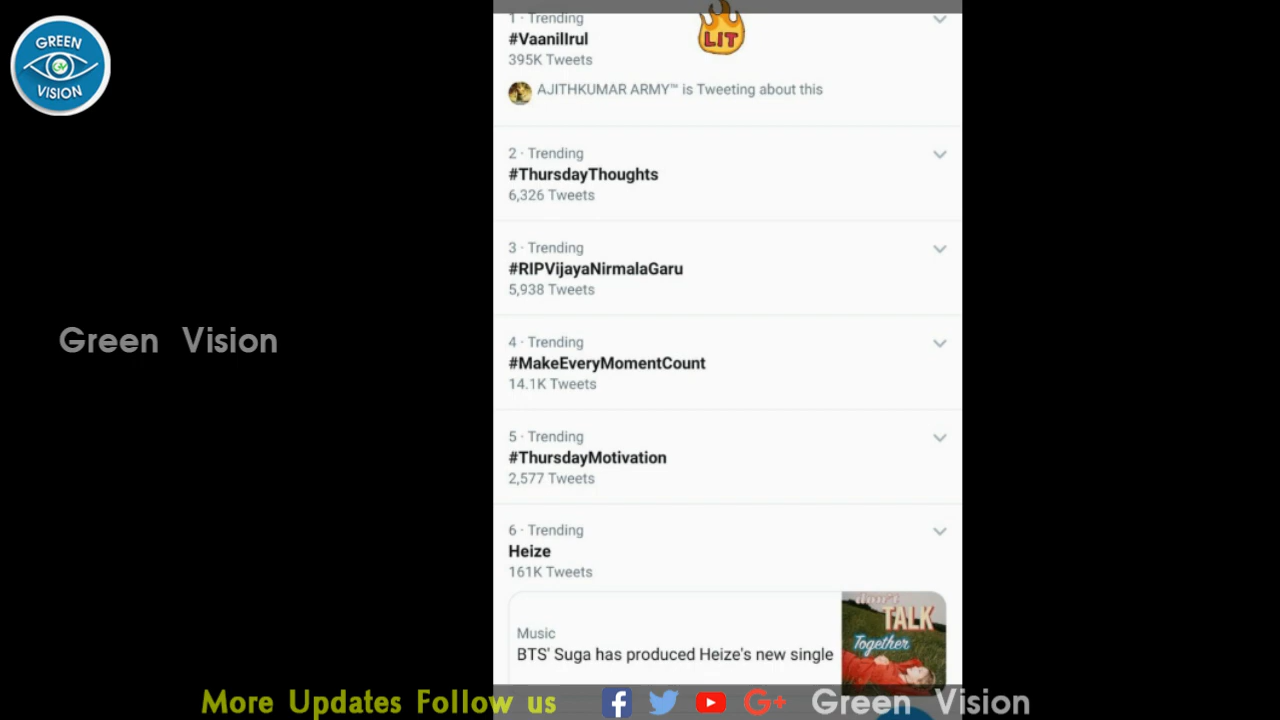 GREEN
VISION
1 · Trending
#VaanilIrul
395K Tweets
LIT
AJITHKUMAR ARMY™ is Tweeting about this
2 · Trending
#ThursdayThoughts
6,326 Tweets
3 · Trending
#RIPVijayaNirmalaGaru
5,938 Tweets
Green Vision
4 · Trending
#MakeEveryMomentCount
14.1K Tweets
5 · Trending
#ThursdayMotivation
2,577 Tweets
6 · Trending
Heize
161K Tweets
Music
BTS' Suga has produced Heize's new single
don't
TALK
Together
More Updates Follow us
Green Vision